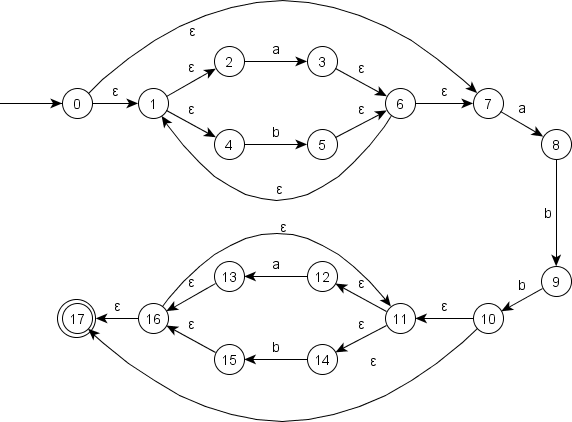 ε
2 a 3
ε ε
0 ε 1 6 ε 7
a
ε ε
4 b 5
8
ε
b
ε
13 a 12
ε ε
9
b
17 ε 16 11 ε 10
ε ε
15 b 14
ε